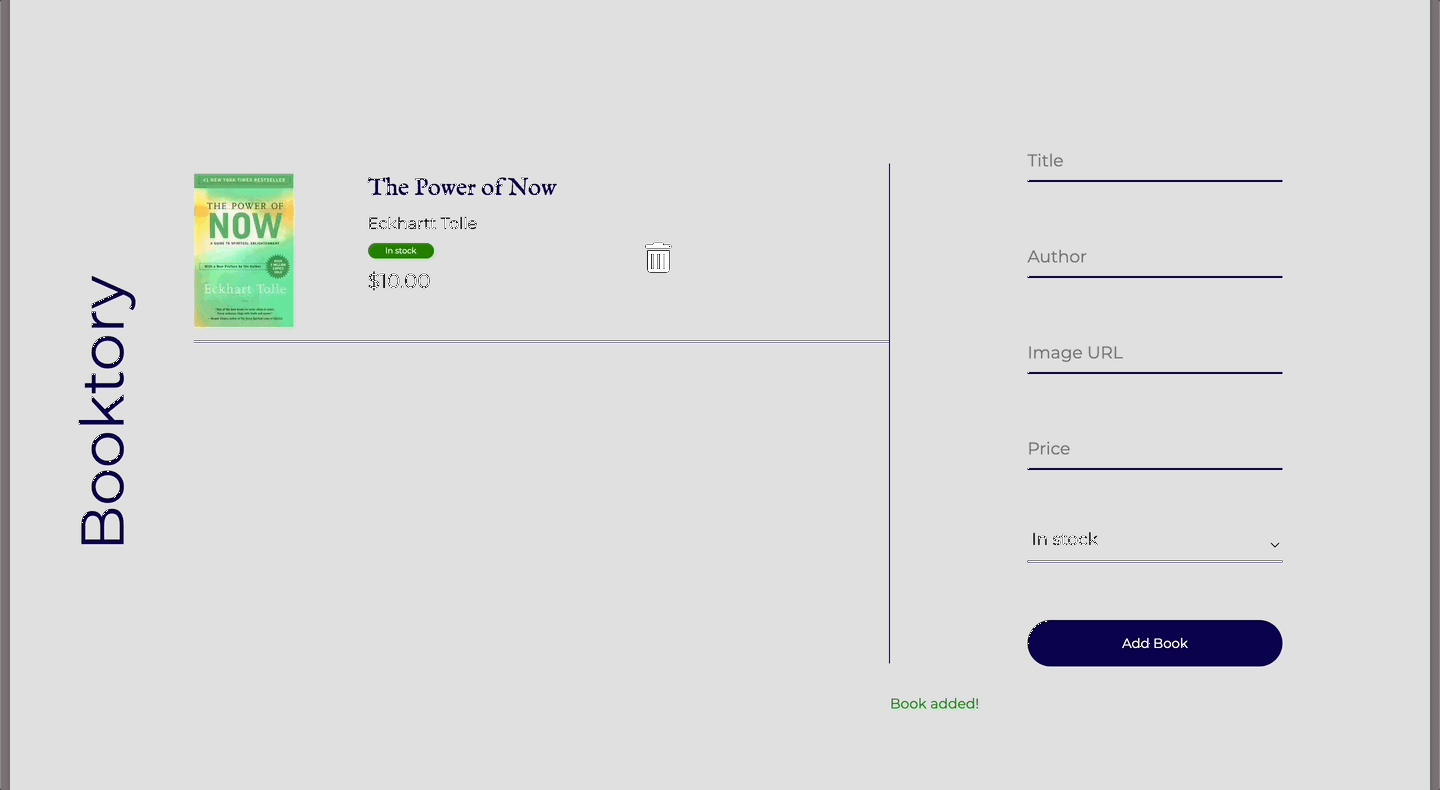 Booktory
#1 NEW YORK TIMES BESTSELLER
THE POWER OF
NOW
A GUIDE TO SPIRITUAL ENLIGHTENMENT
With a New Preface by the Author
Eckhart Tolle
The Power of Now
Eckhartt Tolle
In stock
$10.00
Title
Author
Image URL
Price
In stock
Add Book
Book added!